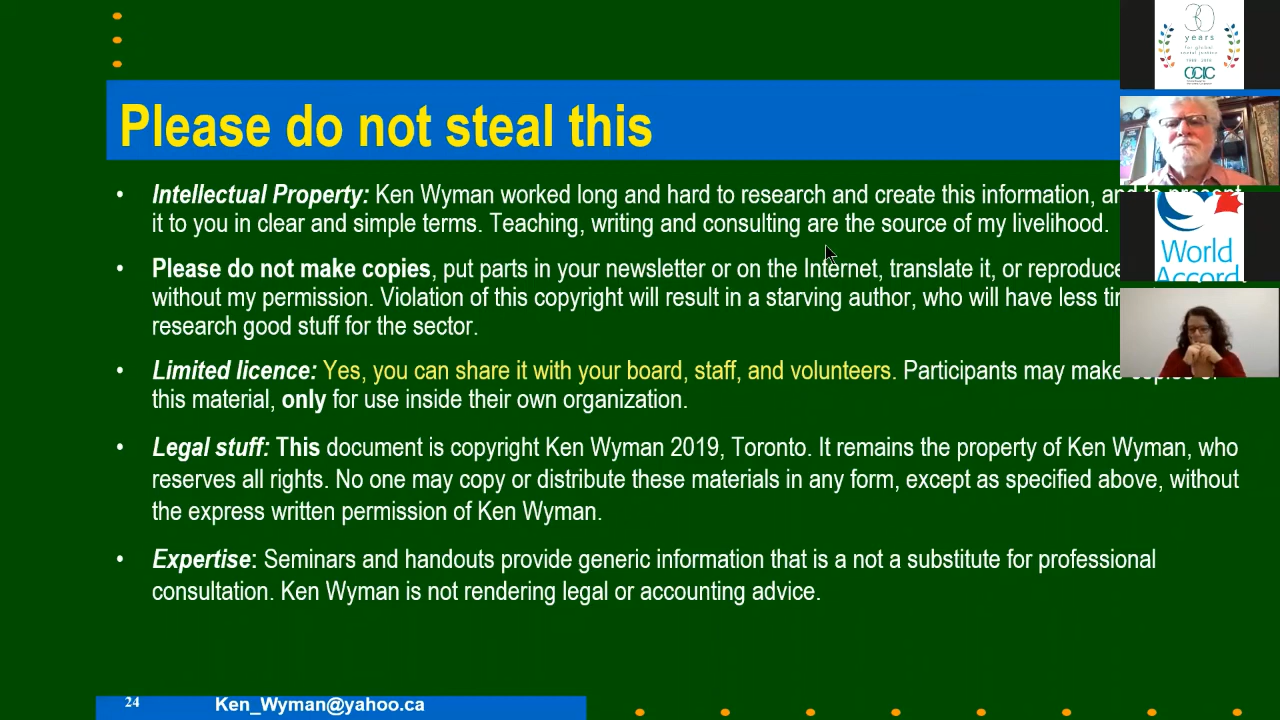 Please do not steal this
• Intellectual Property: Ken Wyman worked long and hard to research and create this information, and to present
it to you in clear and simple terms. Teaching, writing and consulting are the source of my livelihood.
• Please do not make copies, put parts in your newsletter or on the Internet, translate it, or reproduce
without my permission. Violation of this copyright will result in a starving author, who will have less
research good stuff for the sector.
• Limited licence: Yes, you can share it with your board, staff, and volunteers. Participants may make copies of
this material, only for use inside their own organization.
• Legal stuff: This document is copyright Ken Wyman 2019, Toronto. It remains the property of Ken Wyman, who
reserves all rights. No one may copy or distribute these materials in any form, except as specified above, without
the express written permission of Ken Wyman.
• Expertise: Seminars and handouts provide generic information that is a not a substitute for professional
consultation. Ken Wyman is not rendering legal or accounting advice.
24 Ken_Wyman@yahoo.ca
30
years
for global
social justice
OCIC
World
Accord